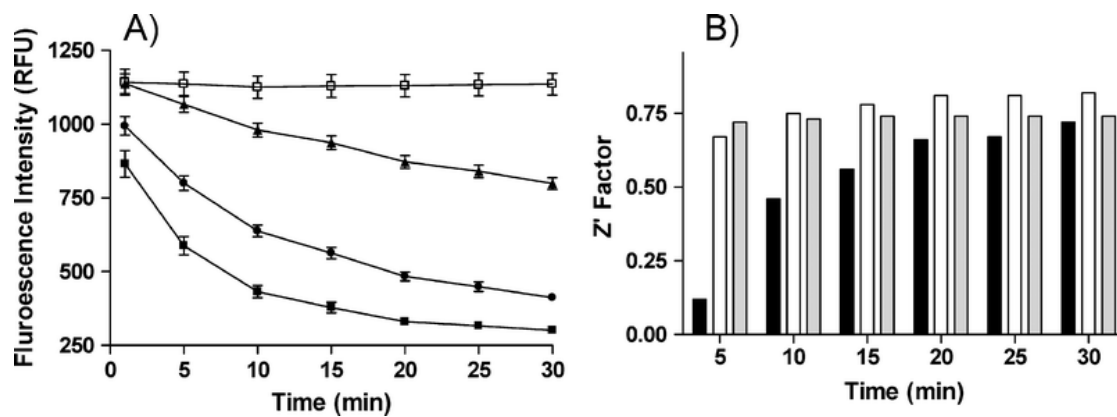 A)
Fluroescence Intensity (RFU)
1250
1000
750
500
250
0 5 10 15 20 25 30
Time (min)
B)
Z' Factor
0.75
0.50
0.25
0.00
5 10 15 20 25 30
Time (min)